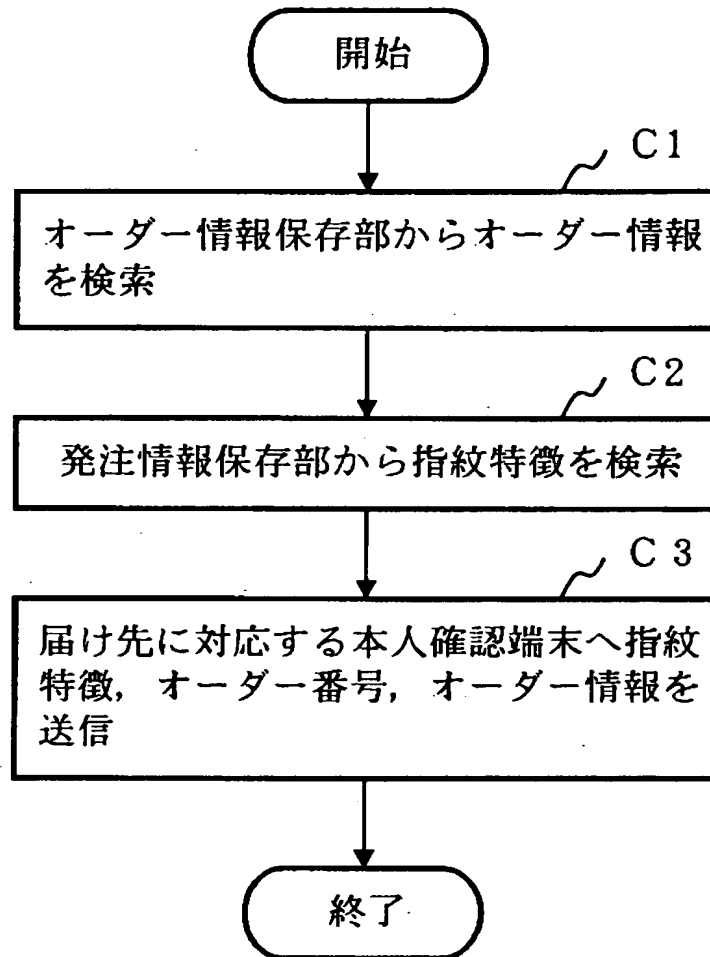 開始
C1
オーダー情報保存部からオーダー情報
を検索
C2
発注情報保存部から指紋特徴を検索
C3
届け先に対応する本人確認端末へ指紋
特徴，オーダー番号，オーダー情報を
送信
終了